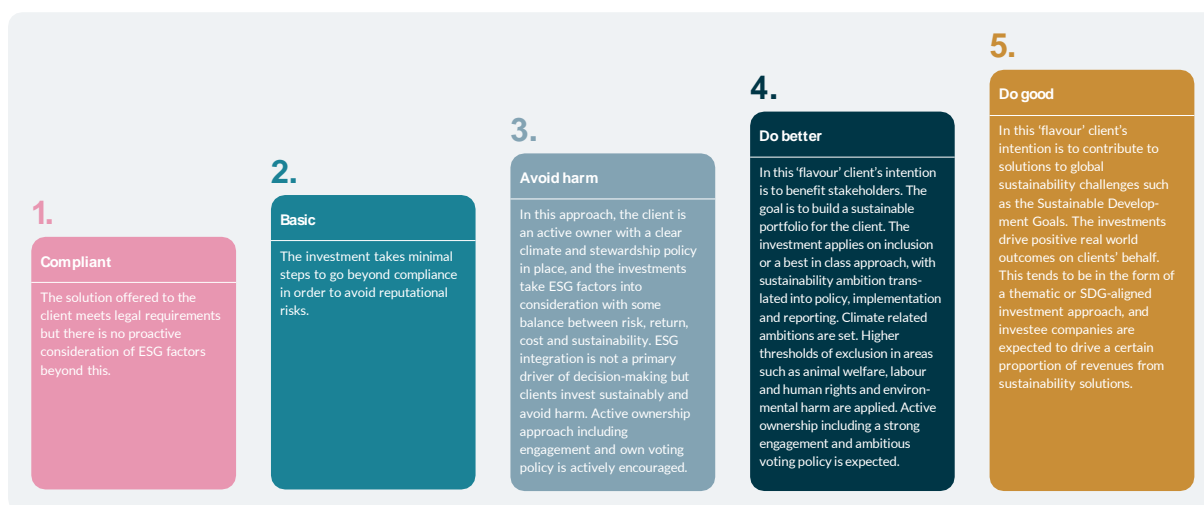 1.
Compliant
The solution offered to the
client meets legal requirements
but there is no proactive
consideration of ESG factors
beyond this.
2.
Basic
The investment takes minimal
steps to go beyond compliance
in order to avoid reputational
risks.
3.
Avoid harm
In this approach, the client is
an active owner with a clear
climate and stewardship policy
in place, and the investments
take ESG factors into
consideration with some
balance between risk, return,
cost and sustainability. ESG
integration is not a primary
driver of decision-making but
clients invest sustainably and
avoid harm. Active ownership
approach including
engagement and own voting
policy is actively encouraged.
4.
Do better
In this ‘flavour’ client’s intention
is to benefit stakeholders. The
goal is to build a sustainable
portfolio for the client. The
investment applies on inclusion
or a best in class approach, with
sustainability ambition trans-
lated into policy, implementation
and reporting. Climate related
ambitions are set. Higher
thresholds of exclusion in areas
such as animal welfare, labour
and human rights and environ-
mental harm are applied. Active
ownership including a strong
engagement and ambitious
voting policy is expected.
5.
Do good
In this ‘flavour’ client’s
intention is to contribute to
solutions to global
sustainability challenges such
as the Sustainable Develop-
ment Goals. The investments
drive positive real world
outcomes on clients’ behalf.
This tends to be in the form of
a thematic or SDG-aligned
investment approach, and
investee companies are
expected to drive a certain
proportion of revenues from
sustainability solutions.